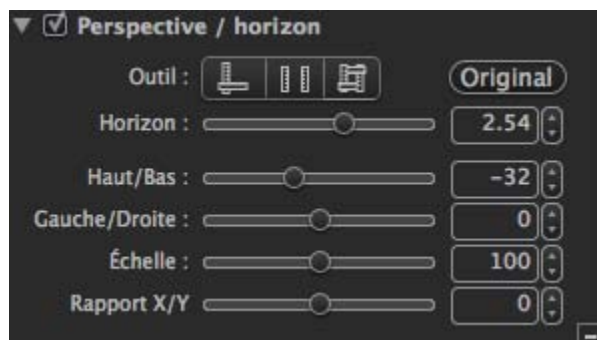 Perspective / horizon
Outil : Original
Horizon : 2.54
Haut/Bas : -32
Gauche/Droite : 0
Échelle : 100
Rapport X/Y 0